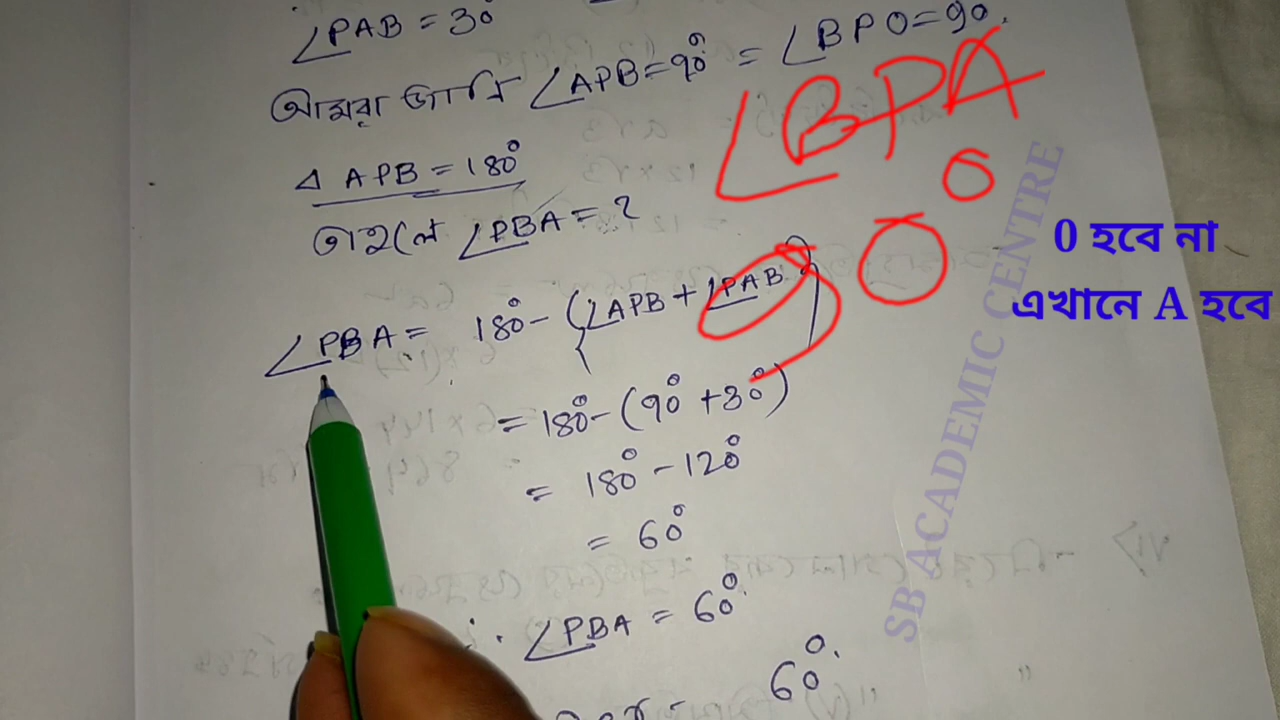 ∠PAB = 30°
আমরা জানি ∠APB = 90° = ∠BPO = 90.
∠BPA
O
O
Δ APB = 180°
তাহলে ∠PBA = ?
0 হবে না
এখানে A হবে
∠PBA = 180° - (∠APB + ∠PAB)
= 180° - (90° + 30°)
= 180° - 120°
= 60°
∴ ∠PBA = 60°
60°.
SB ACADEMIC CENTRE